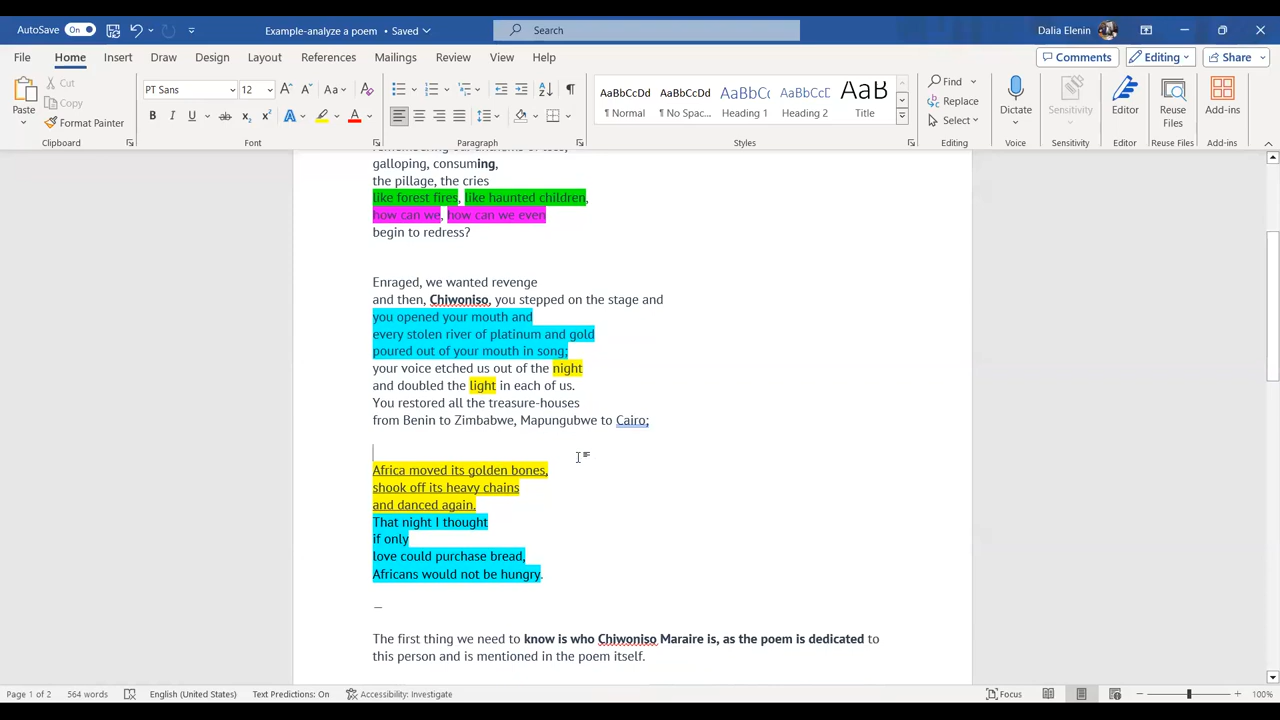 AutoSave On Example-analyze a poem • Saved Search Dalia Elenin
File Home Insert Draw Design Layout References Mailings Review View Help Comments Editing Share
Paste Cut Copy Format Painter
PT Sans 12
AaBbCcDd AaBbCcDd AaBbCc AaBbCcD AaB
¶ Normal ¶ No Spac... Heading 1 Heading 2 Title
Find Replace Select
Dictate Sensitivity Editor Reuse Files Add-ins
Clipboard Font Paragraph Styles Editing Voice Sensitivity Editor Reuse Files Add-ins
galloping, consuming,
the pillage, the cries
like forest fires, like haunted children,
how can we, how can we even
begin to redress?
Enraged, we wanted revenge
and then, Chiwoniso, you stepped on the stage and
you opened your mouth and
every stolen river of platinum and gold
poured out of your mouth in song;
your voice etched us out of the night
and doubled the light in each of us.
You restored all the treasure-houses
from Benin to Zimbabwe, Mapungubwe to Cairo;
Africa moved its golden bones,
shook off its heavy chains
and danced again.
That night I thought
if only
love could purchase bread,
Africans would not be hungry.
—
The first thing we need to know is who Chiwoniso Maraire is, as the poem is dedicated to
this person and is mentioned in the poem itself.
Page 1 of 2 564 words English (United States) Text Predictions: On Accessibility: Investigate Focus 100%